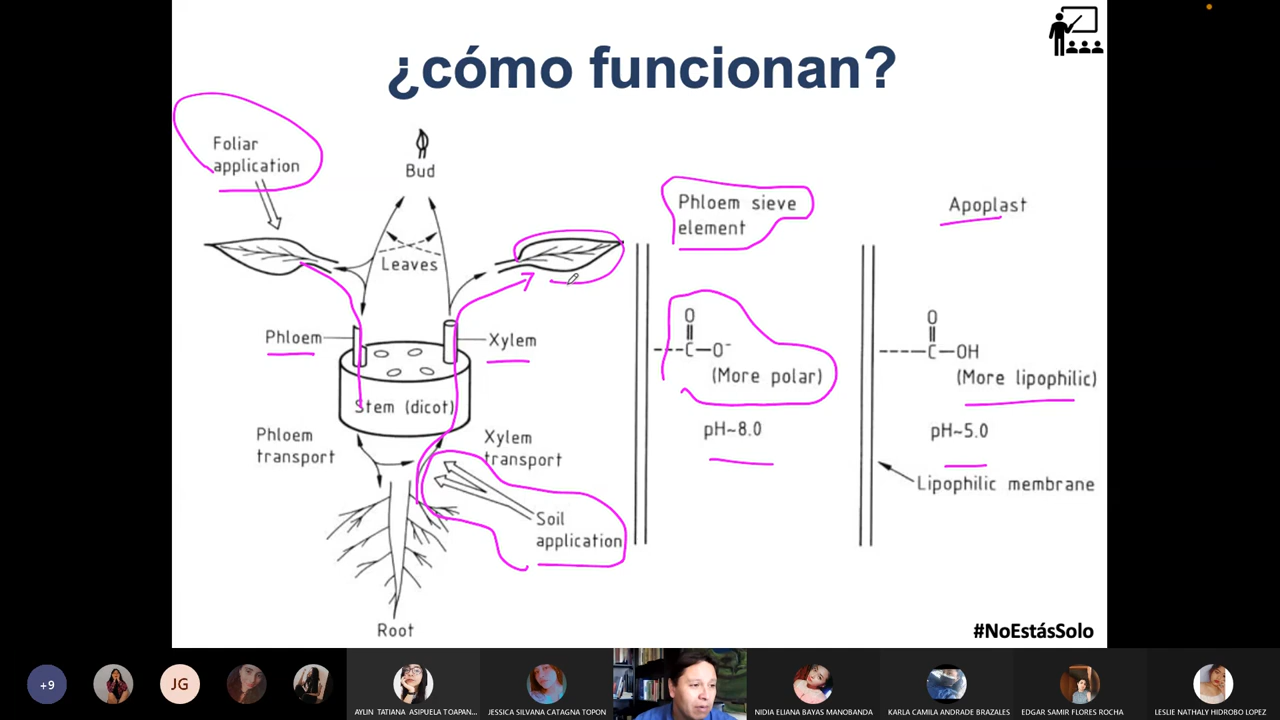 ¿cómo funcionan?
Foliar
application
Bud
Leaves
Phloem
Xylem
Stem (dicot)
Phloem
transport
Xylem
transport
Soil
application
Root
Phloem sieve
element
O
C—O⁻
(More polar)
pH~8.0
Apoplast
O
C—OH
(More lipophilic)
pH~5.0
Lipophilic membrane
#NoEstásSolo
+9
JG
AYLIN TATIANA ASIPUELA TOAPAN...
JESSICA SILVANA CATAGNA TOPON
NIDIA ELIANA BAYAS MANOBANDA
KARLA CAMILA ANDRADE BRAZALES
EDGAR SAMIR FLORES ROCHA
LESLIE NATHALY HIDROBO LOPEZ